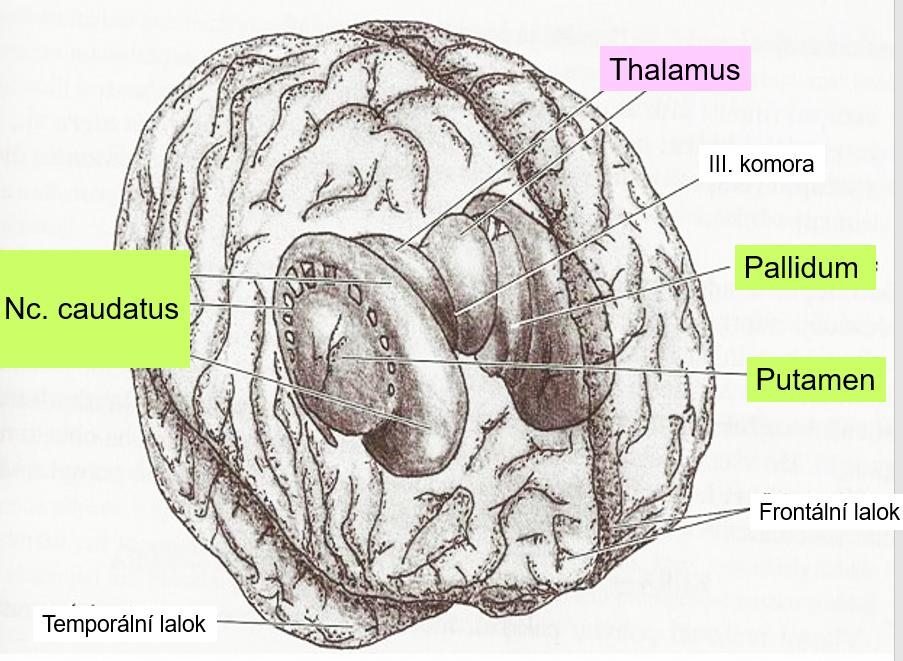 Thalamus
III. komora
Pallidum
Nc. caudatus
Putamen
Frontální lalok
Temporální lalok